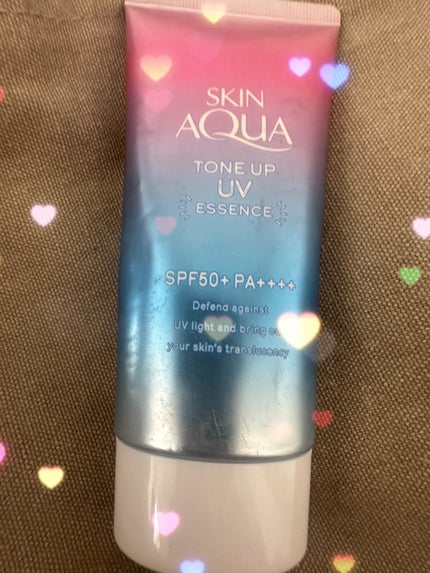 SKIN
AQUA
TONE UP
UV
ESSENCE
SPF50+ PA++++
Defend against
UV light and bring
your skin's translucency